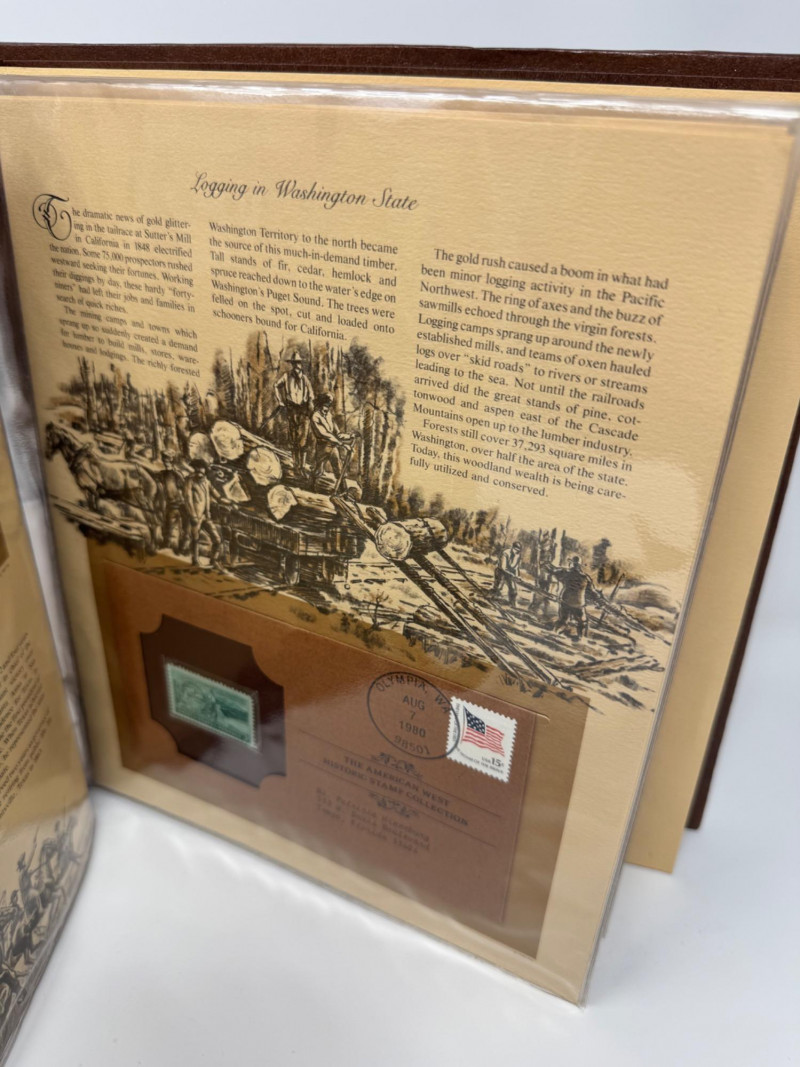 Logging in Washington State
The dramatic news of gold glitter-
ing in the tailrace at Sutter's Mill
in California in 1848 electrified
the nation. Some 75,000 prospectors rushed
westward seeking their fortunes. Working
their diggings by day, these hardy "forty-
niners" had left their jobs and families in
search of quick riches.
The mining camps and towns which
sprang up so suddenly created a demand
for lumber to build mills, stores, ware-
houses and lodgings. The richly forested
Washington Territory to the north became
the source of this much-in-demand timber.
Tall stands of fir, cedar, hemlock and
spruce reached down to the water's edge on
Washington's Puget Sound. The trees were
felled on the spot, cut and loaded onto
schooners bound for California.
The gold rush caused a boom in what had
been minor logging activity in the Pacific
Northwest. The ring of axes and the buzz of
sawmills echoed through the virgin forests.
Logging camps sprang up around the newly
established mills, and teams of oxen hauled
logs over "skid roads" to rivers or streams
leading to the sea. Not until the railroads
arrived did the great stands of pine, cot-
tonwood and aspen east of the Cascade
Mountains open up to the lumber industry.
Forests still cover 37,293 square miles in
Washington, over half the area of the state.
Today, this woodland wealth is being care-
fully utilized and conserved.
OLYMPIA, WA
AUG
7
1980
98501
USA 15c
THE AMERICAN WEST
HISTORIC STAMP COLLECTION